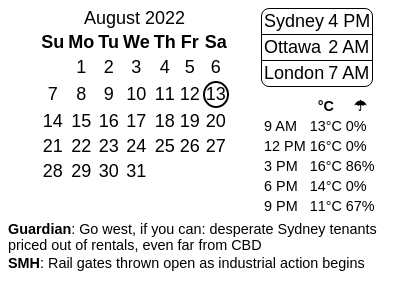 August 2022
Su Mo Tu We Th Fr Sa
1 2 3 4 5 6
7 8 9 10 11 12 13
14 15 16 17 18 19 20
21 22 23 24 25 26 27
28 29 30 31
Sydney 4 PM
Ottawa 2 AM
London 7 AM
°C ☂
9 AM 13°C 0%
12 PM 16°C 0%
3 PM 16°C 86%
6 PM 14°C 0%
9 PM 11°C 67%
Guardian: Go west, if you can: desperate Sydney tenants
priced out of rentals, even far from CBD
SMH: Rail gates thrown open as industrial action begins